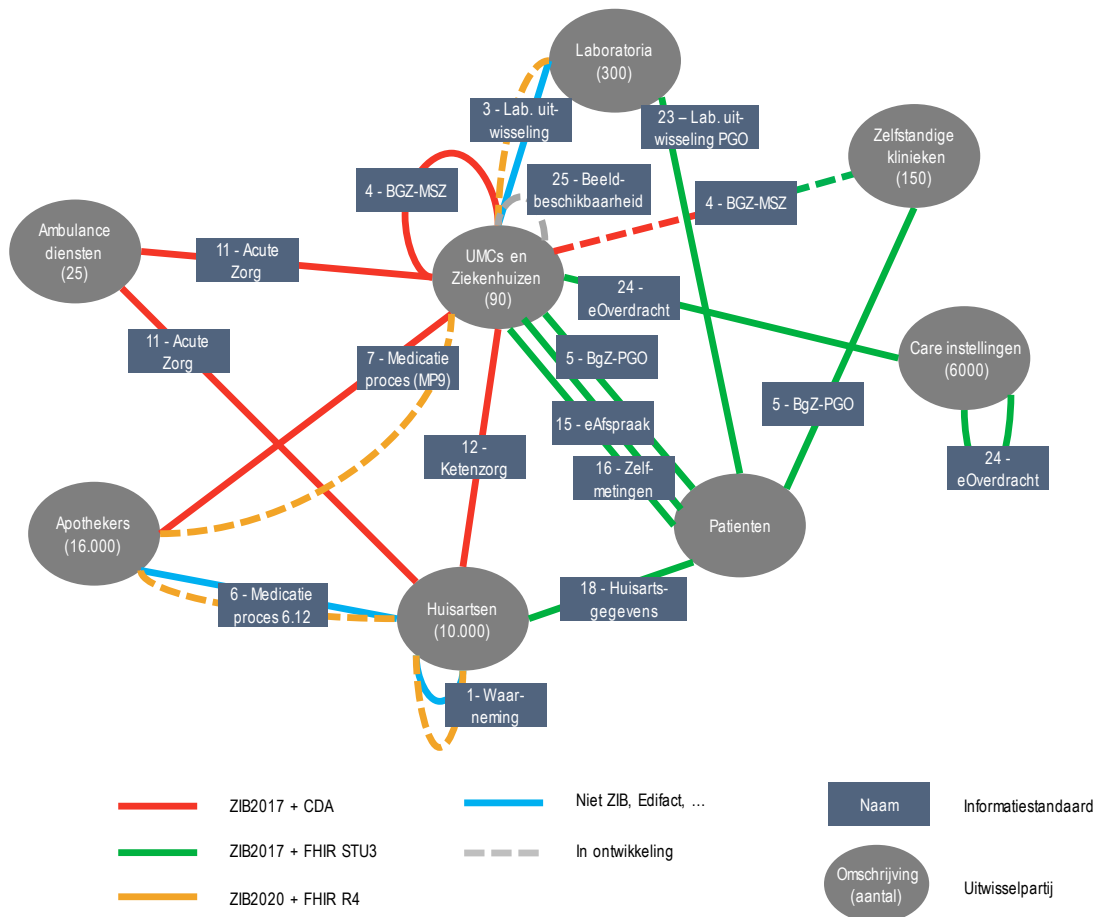 Laboratoria
(300)
3 - Lab. uit-
wisseling
23 – Lab. uit-
wisseling PGO
Zelfstandige
klinieken
(150)
4 - BGZ-MSZ
25 - Beeld-
beschikbaarheid
4 - BGZ-MSZ
Ambulance
diensten
(25)
11 - Acute
Zorg
UMCs en
Ziekenhuizen
(90)
24 -
eOverdracht
11 - Acute
Zorg
7 - Medicatie
proces (MP9)
5 - BgZ-PGO
Care instellingen
(6000)
5 - BgZ-PGO
15 - eAfspraak
12 -
Ketenzorg
16 - Zelf-
metingen
24 -
eOverdracht
Apothekers
(16.000)
Patienten
6 - Medicatie
proces 6.12
Huisartsen
(10.000)
18 - Huisarts-
gegevens
1- Waar-
neming
ZIB2017 + CDA
Niet ZIB, Edifact, …
Naam
Informatiestandaard
ZIB2017 + FHIR STU3
In ontwikkeling
ZIB2020 + FHIR R4
Omschrijving
(aantal)
Uitwisselpartij